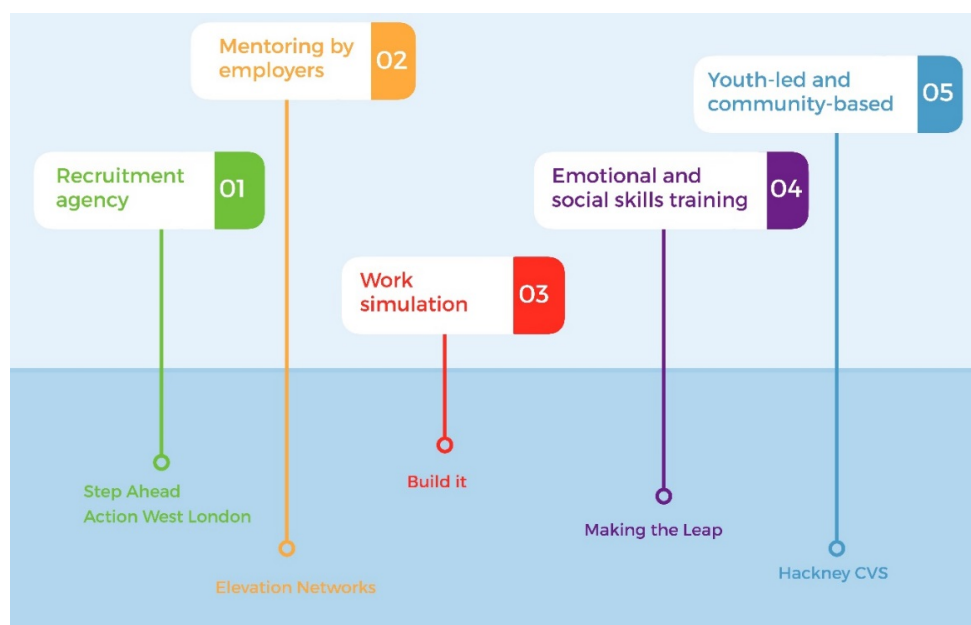 Recruitment
agency
01
Step Ahead
Action West London
Mentoring by
employers
02
Elevation Networks
Work
simulation
03
Build it
Emotional and
social skills training
04
Making the Leap
Youth-led and
community-based
05
Hackney CVS